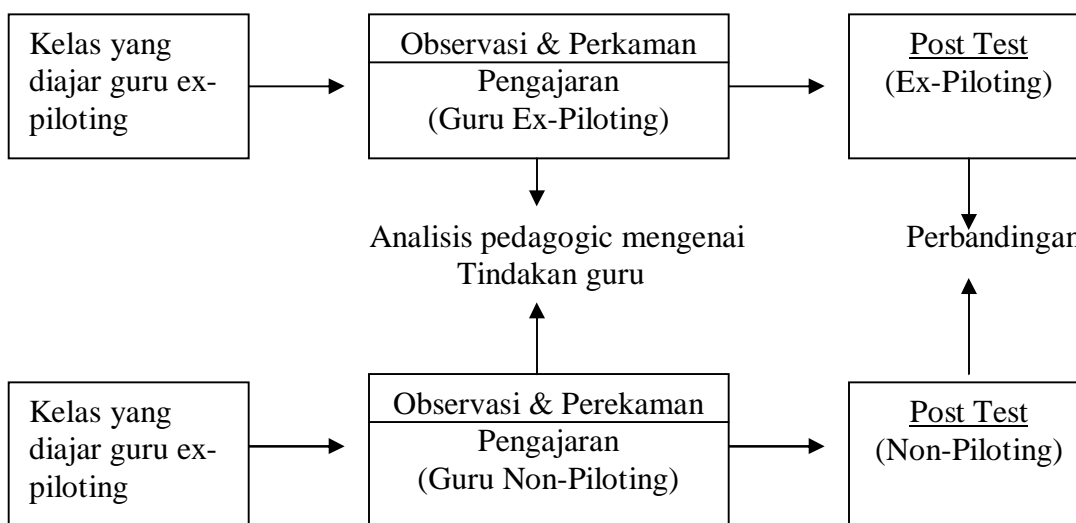 Kelas yang
diajar guru ex-
piloting
Observasi & Perkaman
Pengajaran
(Guru Ex-Piloting)
Post Test
(Ex-Piloting)
Analisis pedagogic mengenai
Tindakan guru
Perbandingan
Kelas yang
diajar guru ex-
piloting
Observasi & Perekaman
Pengajaran
(Guru Non-Piloting)
Post Test
(Non-Piloting)